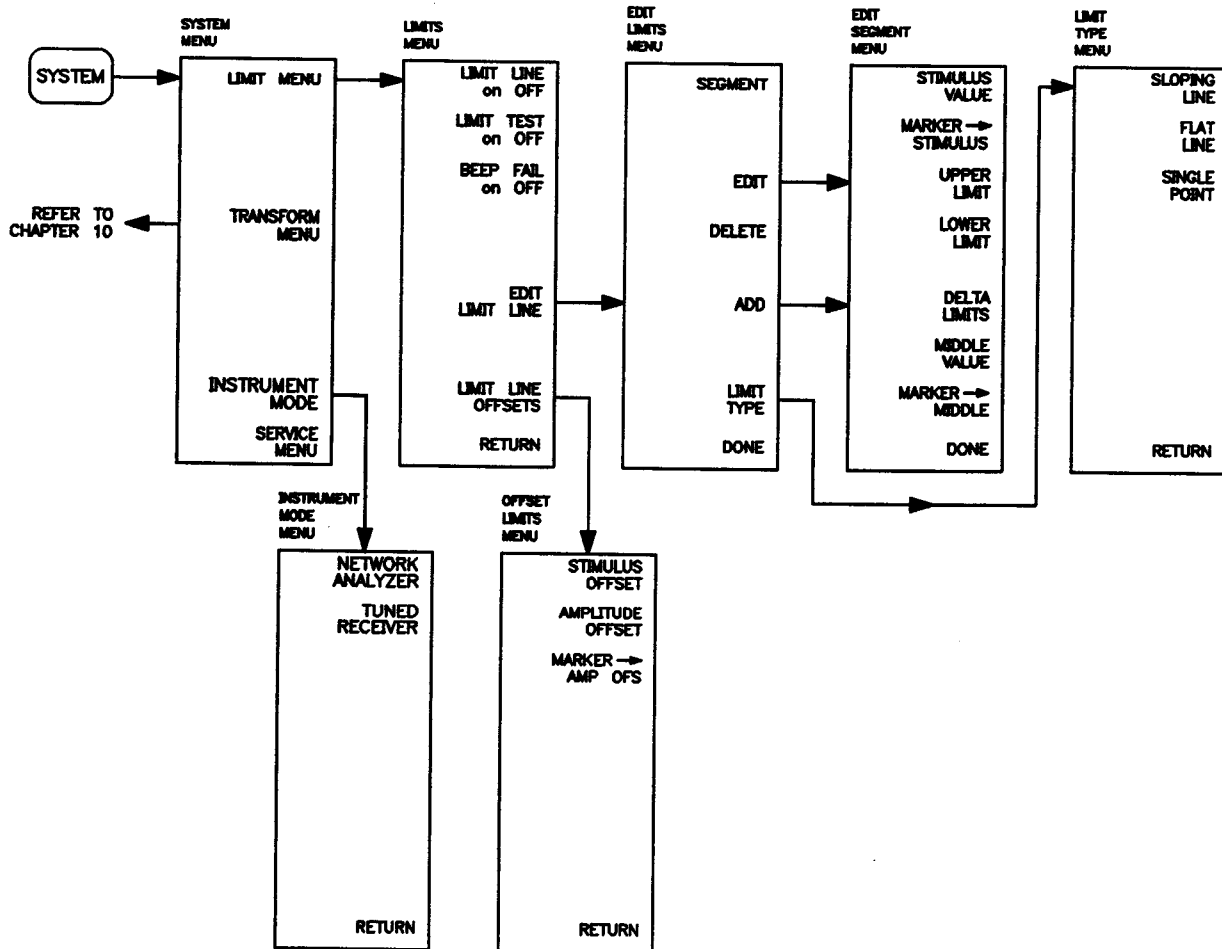 SYSTEM
SYSTEM
MENU
LIMIT MENU
REFER TO
CHAPTER 10
TRANSFORM
MENU
INSTRUMENT
MODE
SERVICE
MENU
LIMITS
MENU
LIMIT LINE
on OFF
LIMIT TEST
on OFF
BEEP FAIL
on OFF
EDIT
LIMIT LINE
LIMIT LINE
OFFSETS
RETURN
EDIT
LIMITS
MENU
SEGMENT
EDIT
DELETE
ADD
LIMIT
TYPE
DONE
EDIT
SEGMENT
MENU
STIMULUS
VALUE
MARKER →
STIMULUS
UPPER
LIMIT
LOWER
LIMIT
DELTA
LIMITS
MIDDLE
VALUE
MARKER →
MIDDLE
DONE
LIMIT
TYPE
MENU
SLOPING
LINE
FLAT
LINE
SINGLE
POINT
RETURN
INSTRUMENT
MODE
MENU
NETWORK
ANALYZER
TUNED
RECEIVER
RETURN
OFFSET
LIMITS
MENU
STIMULUS
OFFSET
AMPLITUDE
OFFSET
MARKER →
AMP OFS
RETURN